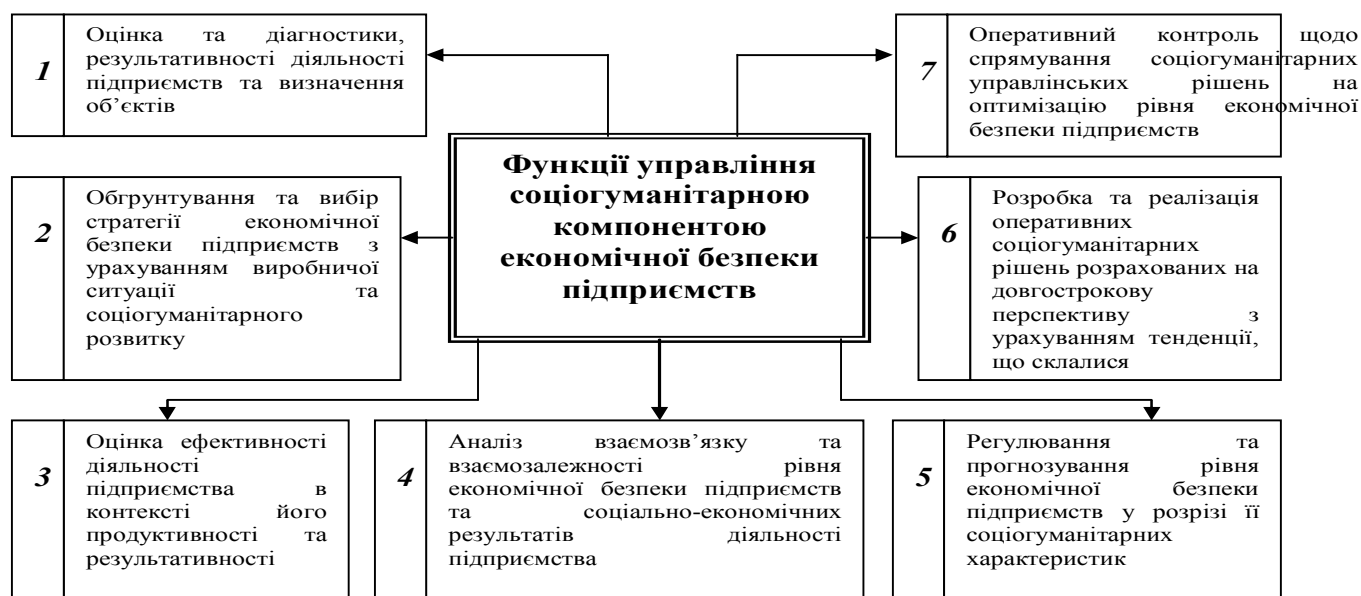 1
Оцінка та діагностики,
результативності діяльності
підприємств та визначення
об’єктів
Функції управління
соціогуманітарною
компонентою
економічної безпеки
підприємств
7
Оперативний контроль щодо
спрямування соціогуманітарних
управлінських рішень на
оптимізацію рівня економічної
безпеки підприємств
2
Обгрунтування та вибір
стратегії економічної
безпеки підприємств з
урахуванням виробничої
ситуації та
соціогуманітарного
розвитку
6
Розробка та реалізація
оперативних
соціогуманітарних
рішень розрахованих на
довгострокову
перспективу з
урахуванням тенденції,
що склалися
3
Оцінка ефективності
діяльності
підприємства в
контексті його
продуктивності та
результативності
4
Аналіз взаємозв’язку та
взаємозалежності рівня
економічної безпеки підприємств
та соціально-економічних
результатів діяльності
підприємства
5
Регулювання та
прогнозування рівня
економічної безпеки
підприємств у розрізі її
соціогуманітарних
характеристик